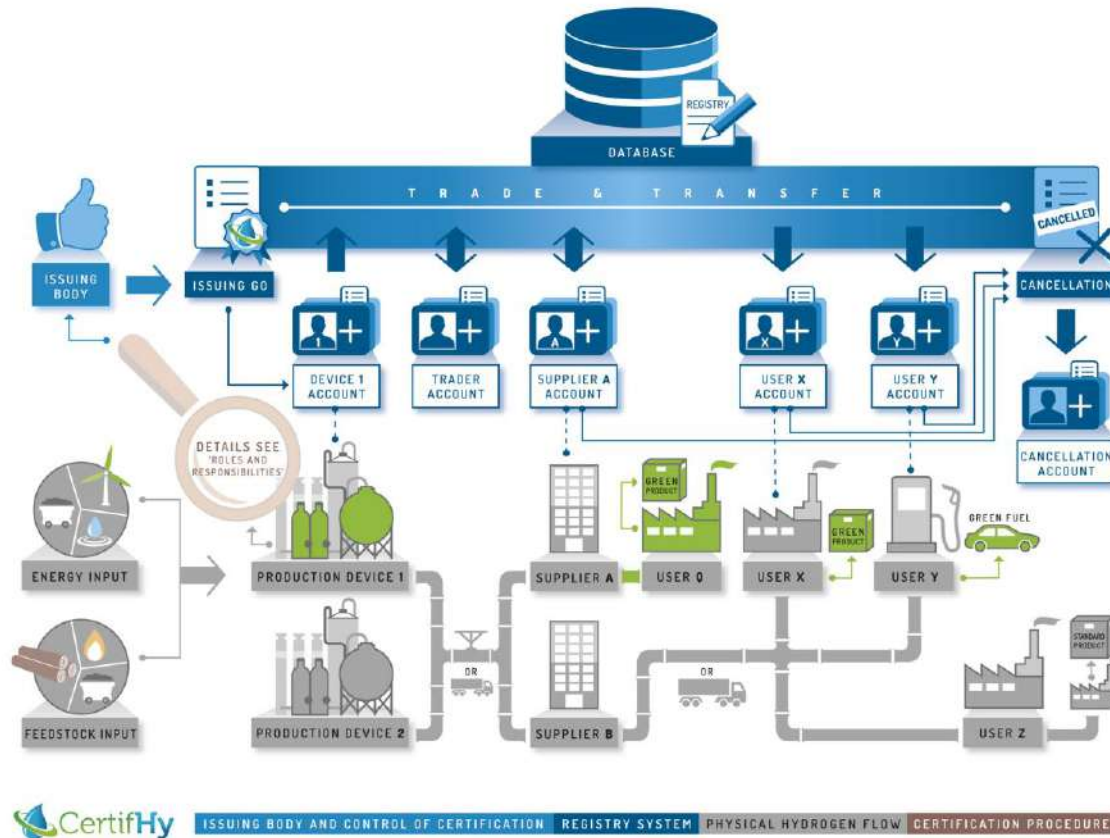 REGISTRY
DATABASE
TRADE & TRANSFER
CANCELLED
ISSUING
BODY
ISSUING GO
CANCELLATION
1
A
X
Y
DEVICE 1
ACCOUNT
TRADER
ACCOUNT
SUPPLIER A
ACCOUNT
USER X
ACCOUNT
USER Y
ACCOUNT
CANCELLATION
ACCOUNT
DETAILS SEE
'ROLES AND
RESPONSIBILITIES'
GREEN
PRODUCT
GREEN
PRODUCT
GREEN FUEL
ENERGY INPUT
PRODUCTION DEVICE 1
SUPPLIER A
USER Q
USER X
USER Y
OR
OR
STANDARD
PRODUCT
FEEDSTOCK INPUT
PRODUCTION DEVICE 2
SUPPLIER B
USER Z
CertifHy
ISSUING BODY AND CONTROL OF CERTIFICATION
REGISTRY SYSTEM
PHYSICAL HYDROGEN FLOW
CERTIFICATION PROCEDURE